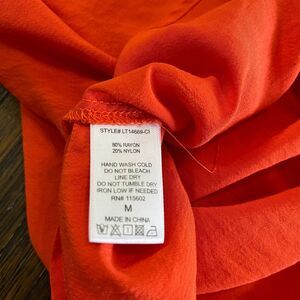 STYLE# LT14669-CI
80% RAYON
20% NYLON
HAND WASH COLD
DO NOT BLEACH
LINE DRY
DO NOT TUMBLE DRY
IRON LOW IF NEEDED
RN# 115602
M
MADE IN CHINA